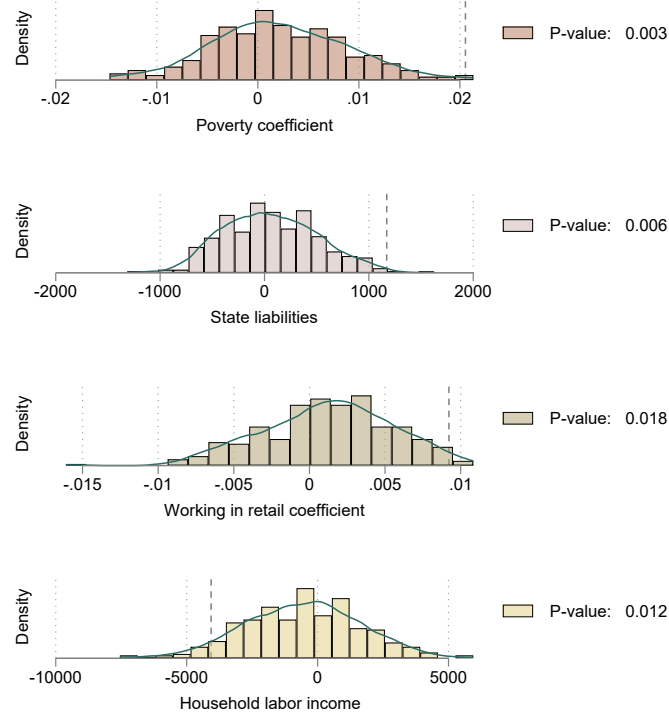 Density
P-value: 0.003
-.02 -.01 0 .01 .02
Poverty coefficient
Density
P-value: 0.006
-2000 -1000 0 1000 2000
State liabilities
Density
P-value: 0.018
-.015 -.01 -.005 0 .005 .01
Working in retail coefficient
Density
P-value: 0.012
-10000 -5000 0 5000
Household labor income